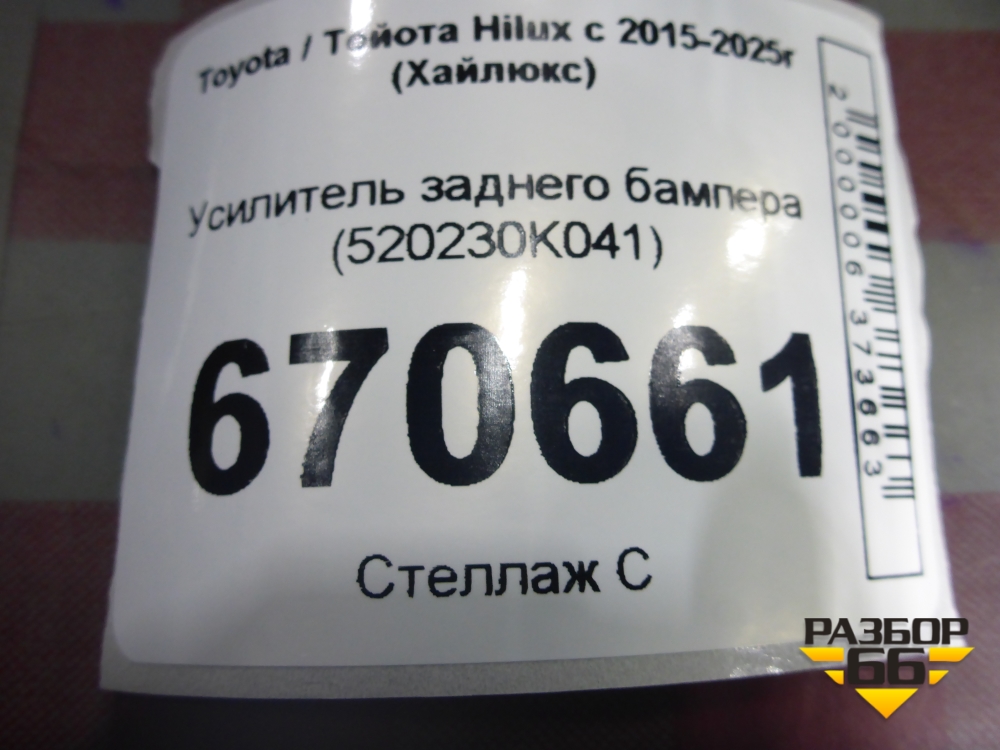 Toyota / Тойота Hilux с 2015-2025г
(Хайлюкс)
Усилитель заднего бампера
(520230K041)
670661
Стеллаж С
2000006373663
РАЗБОР
66